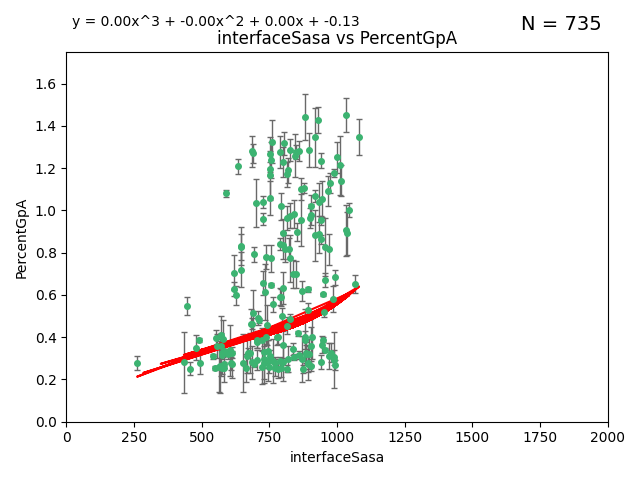 y = 0.00x^3 + -0.00x^2 + 0.00x + -0.13
N = 735
interfaceSasa vs PercentGpA
1.6
1.4
1.2
1.0
0.8
0.6
0.4
0.2
0.0
PercentGpA
0 250 500 750 1000 1250 1500 1750 2000
interfaceSasa